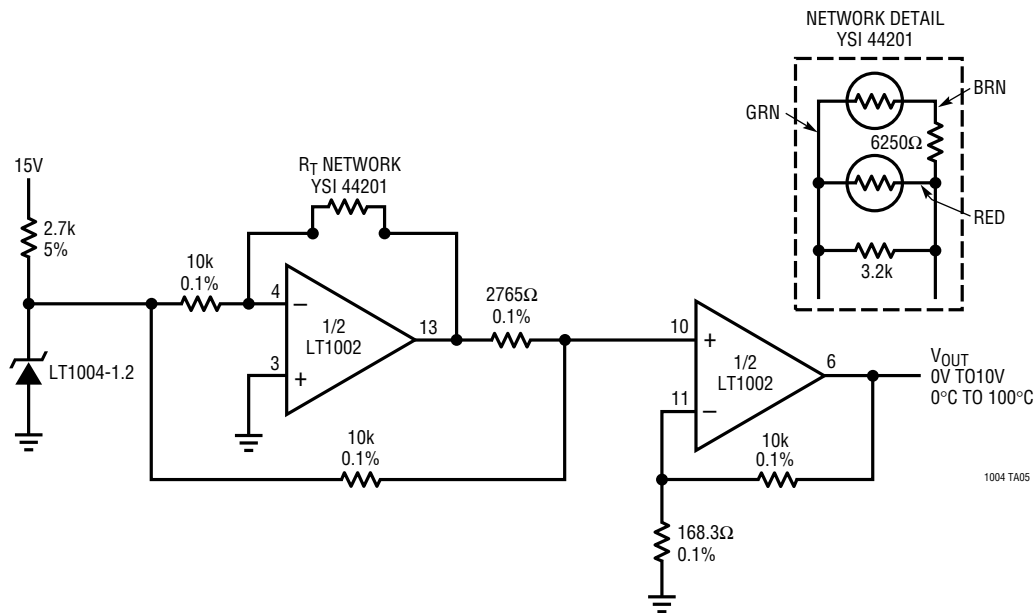 NETWORK DETAIL
YSI 44201
BRN
GRN
6250Ω
RED
3.2k
15V
2.7k
5%
LT1004-1.2
10k
0.1%
R_T NETWORK
YSI 44201
4
–
3
+
1/2
LT1002
13
2765Ω
0.1%
10k
0.1%
10
+
11
–
1/2
LT1002
6
V_OUT
0V TO10V
0°C TO 100°C
10k
0.1%
168.3Ω
0.1%
1004 TA05